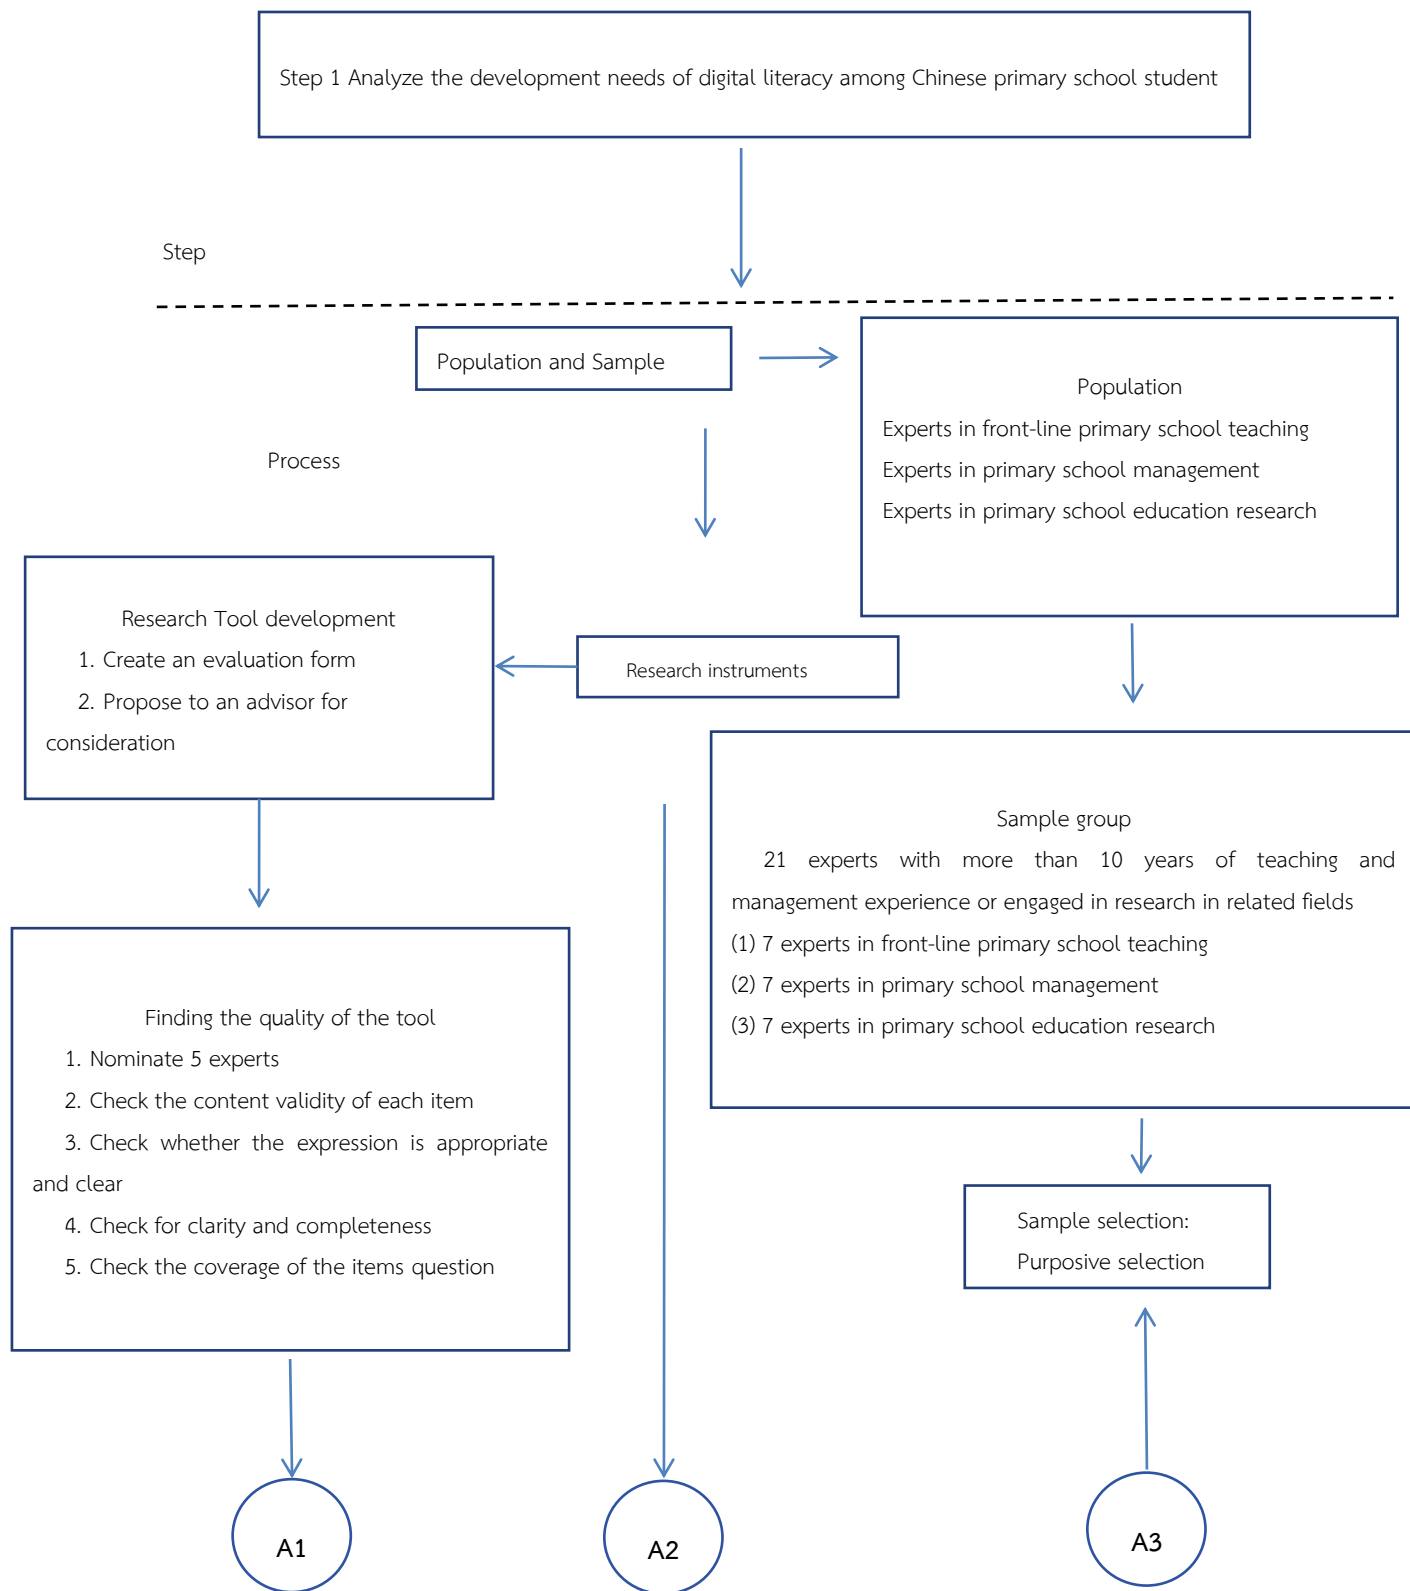 Step 1 Analyze the development needs of digital literacy among Chinese primary school student
Step
Population and Sample
Population
Experts in front-line primary school teaching
Experts in primary school management
Experts in primary school education research
Process
Research Tool development
1. Create an evaluation form
2. Propose to an advisor for
consideration
Research instruments
Sample group
21 experts with more than 10 years of teaching and
management experience or engaged in research in related fields
(1) 7 experts in front-line primary school teaching
(2) 7 experts in primary school management
(3) 7 experts in primary school education research
Finding the quality of the tool
1. Nominate 5 experts
2. Check the content validity of each item
3. Check whether the expression is appropriate
and clear
4. Check for clarity and completeness
5. Check the coverage of the items question
Sample selection:
Purposive selection
A1
A2
A3